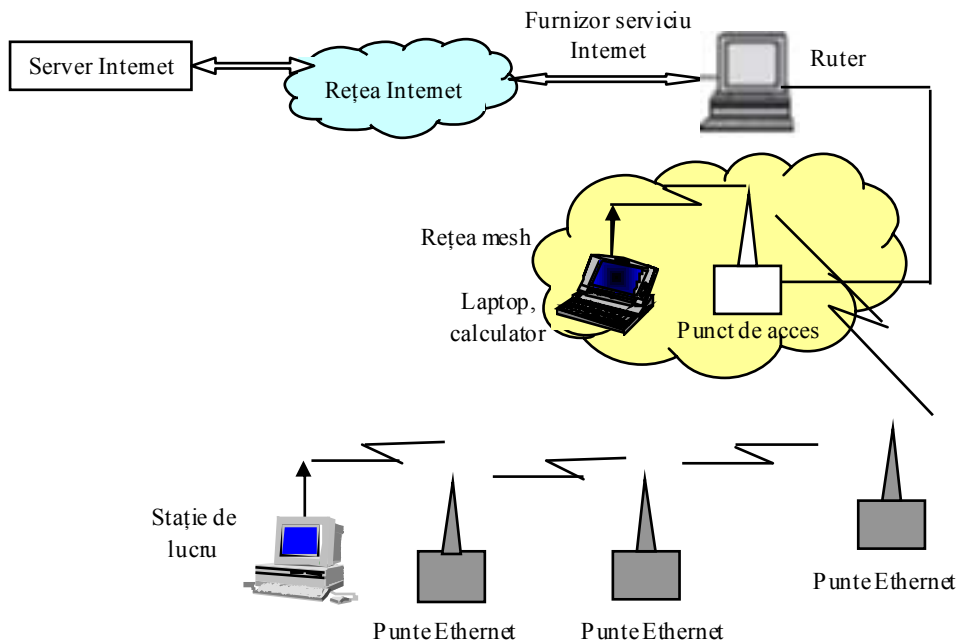 Furnizor serviciu
Internet
Server Internet
Rețea Internet
Ruter
Rețea mesh
Laptop,
calculator
Punct de acces
Stație de
lucru
Punte Ethernet
Punte Ethernet
Punte Ethernet